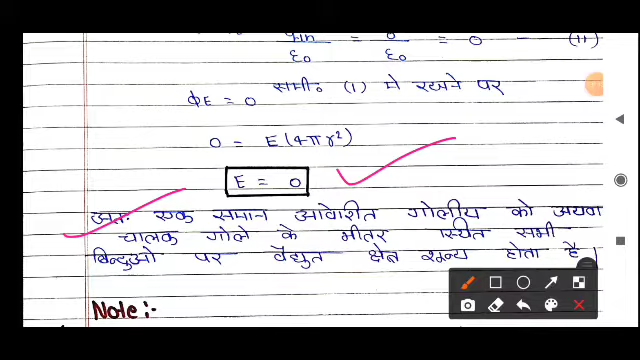 qin/ε₀ = 0/ε₀ = 0 — (ii)
ϕE = 0 समी० (1) में रखने पर
0 = E (4πr²)
E = 0
अतः एक समान आवेशित गोलीय को अथवा
चालक गोले के भीतर स्थित सभी
बिन्दुओ पर वैद्युत क्षेत्र शून्य होता है।
Note:-